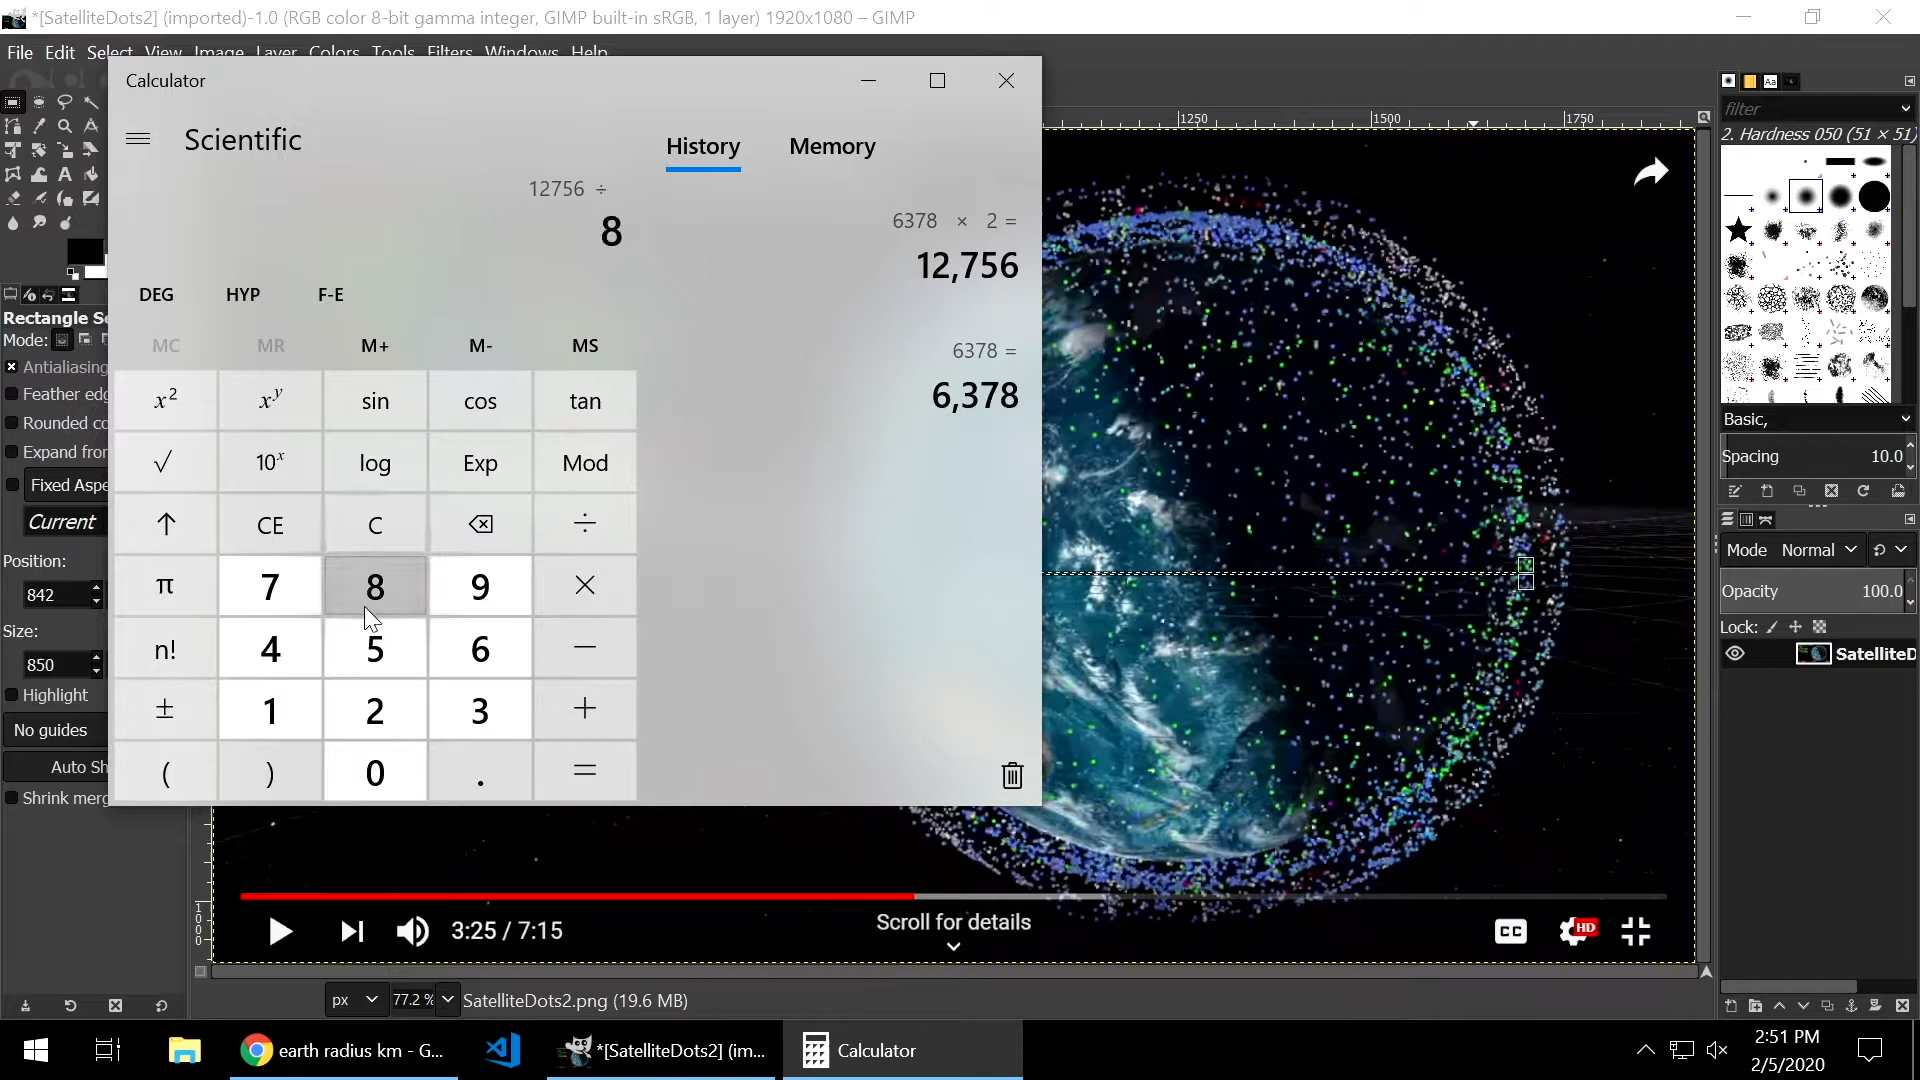 *[SatelliteDots2] (imported)-1.0 (RGB color 8-bit gamma integer, GIMP built-in sRGB, 1 layer) 1920x1080 – GIMP
File Edit Select View Image Layer Colors Tools Filters Windows Help
Calculator
Scientific
History Memory
12756 ÷
8
6378 × 2 =
12,756
6378 =
6,378
DEG HYP F-E
MC MR M+ M- MS
x² xʸ sin cos tan
√ 10ˣ log Exp Mod
↑ CE C ÷
π 7 8 9 ×
n! 4 5 6 −
± 1 2 3 +
( ) 0 . =
Rectangle Se
Mode:
Antialiasing
Feather edg
Rounded co
Expand fron
Fixed Aspe
Current
Position:
842
Size:
850
Highlight
No guides
Auto Sh
Shrink merg
1250 1500 1750
filter
2. Hardness 050 (51 × 51)
Basic,
Spacing 10.0
Mode Normal
Opacity 100.0
Lock:
SatelliteD
3:25 / 7:15
Scroll for details
CC
HD
px 77.2 % SatelliteDots2.png (19.6 MB)
earth radius km - G...
*[SatelliteDots2] (im...
Calculator
2:51 PM
2/5/2020